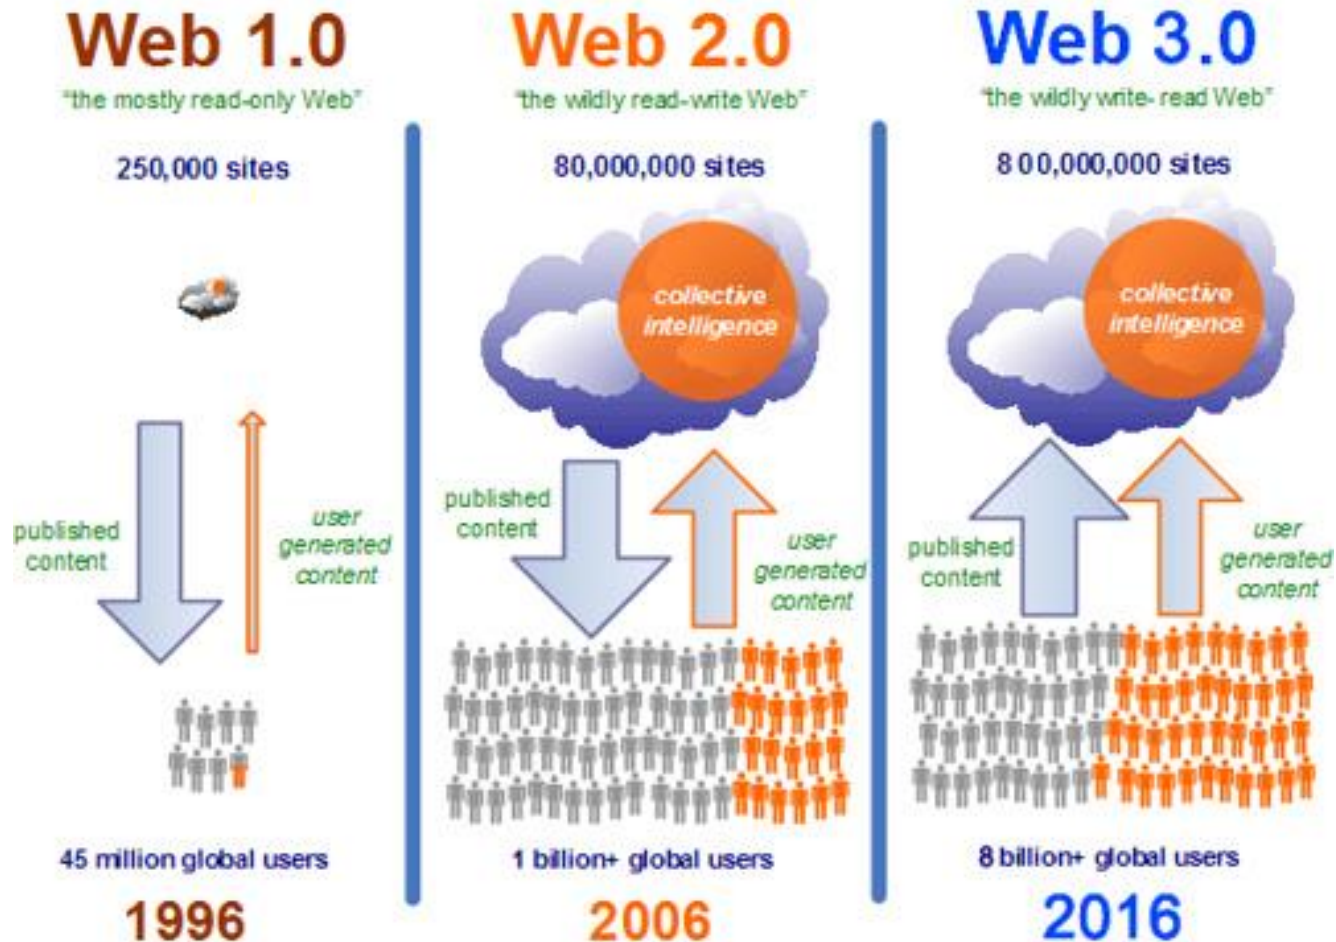 Web 1.0
"the mostly read-only Web"
250,000 sites
published
content
user
generated
content
45 million global users
1996
Web 2.0
"the wildly read-write Web"
80,000,000 sites
collective
intelligence
published
content
user
generated
content
1 billion+ global users
2006
Web 3.0
"the wildly write- read Web"
800,000,000 sites
collective
intelligence
published
content
user
generated
content
8 billion+ global users
2016